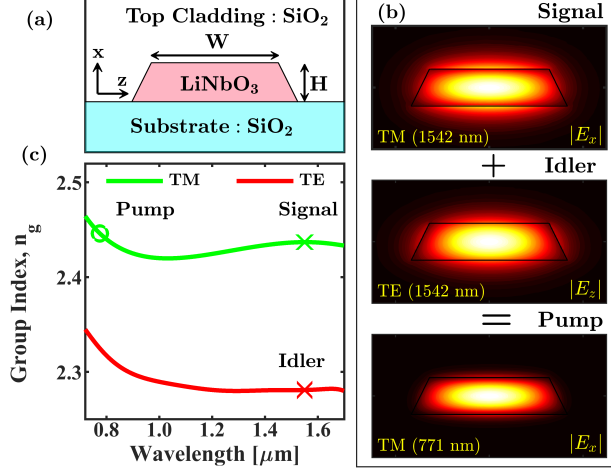 (a)
Top Cladding : SiO₂
W
x
z
LiNbO₃
H
Substrate : SiO₂
(b)
Signal
TM (1542 nm)
|Eₓ|
+
Idler
TE (1542 nm)
|E_z|
=
Pump
TM (771 nm)
|Eₓ|
(c)
TM
TE
Pump
Signal
Idler
2.5
2.4
2.3
Group Index, n_g
0.8
1.0
1.2
1.4
1.6
Wavelength [μm]